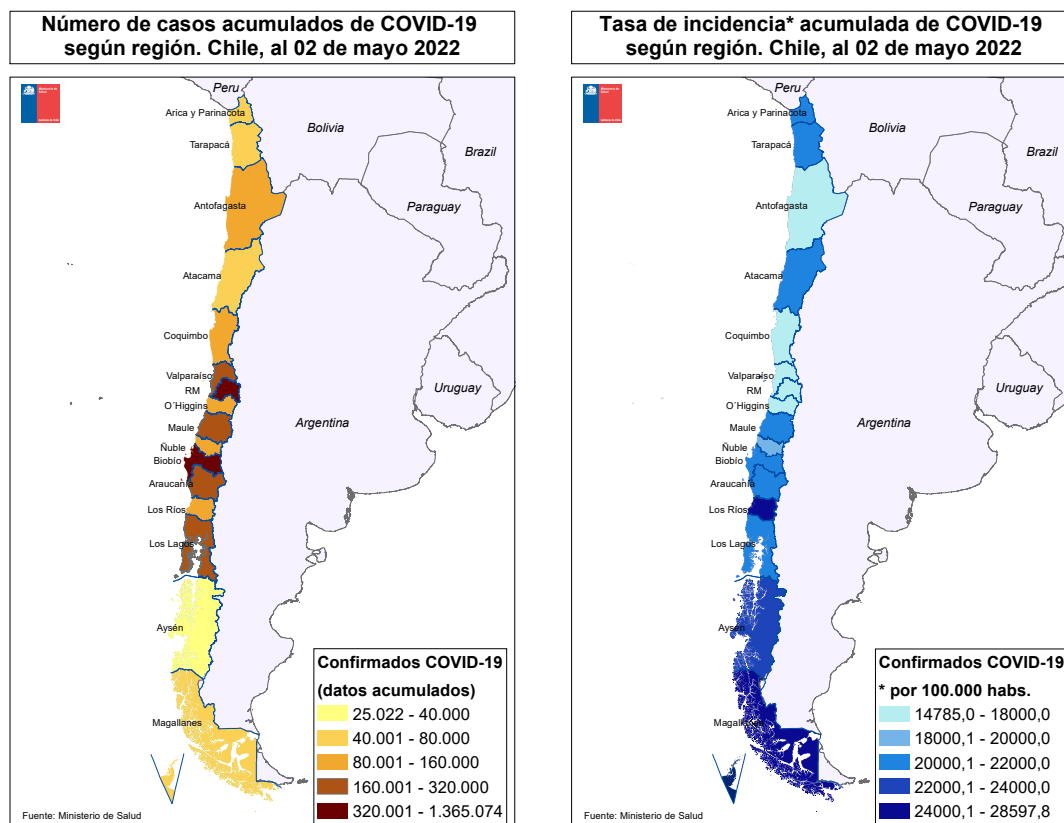 Número de casos acumulados de COVID-19
según región. Chile, al 02 de mayo 2022
Peru
Arica y Parinacota
Bolivia
Tarapacá
Brazil
Antofagasta
Paraguay
Atacama
Coquimbo
Valparaíso
RM
Uruguay
O´Higgins
Argentina
Maule
Ñuble
Biobío
Araucanía
Los Ríos
Los Lagos
Aysén
Magallanes
Confirmados COVID-19
(datos acumulados)
25.022 - 40.000
40.001 - 80.000
80.001 - 160.000
160.001 - 320.000
320.001 - 1.365.074
Fuente: Ministerio de Salud
Tasa de incidencia* acumulada de COVID-19
según región. Chile, al 02 de mayo 2022
Peru
Arica y Parinacota
Bolivia
Tarapacá
Brazil
Antofagasta
Paraguay
Atacama
Coquimbo
Valparaíso
RM
Uruguay
O´Higgins
Argentina
Maule
Ñuble
Biobío
Araucanía
Los Ríos
Los Lagos
Aysén
Magallanes
Confirmados COVID-19
* por 100.000 habs.
14785,0 - 18000,0
18000,1 - 20000,0
20000,1 - 22000,0
22000,1 - 24000,0
24000,1 - 28597,8
Fuente: Ministerio de Salud